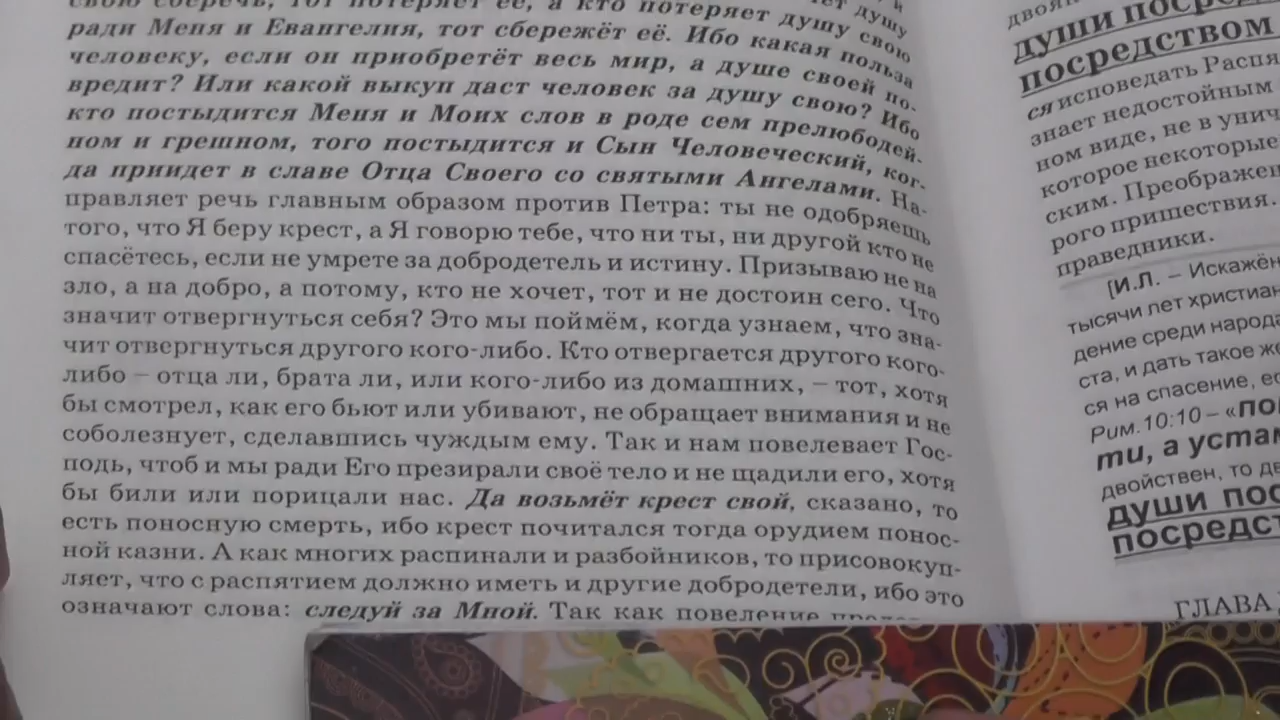 свою сбережь, тот потеряет её, а кто потеряет душу свою
ради Меня и Евангелия, тот сбережёт её. Ибо какая польза
человеку, если он приобретёт весь мир, а душе своей по-
вредит? Или какой выкуп даст человек за душу свою? Ибо
кто постыдится Меня и Моих слов в роде сем прелюбодей-
ном и грешном, того постыдится и Сын Человеческий, ког-
да приидет в славе Отца Своего со святыми Ангелами. На-
правляет речь главным образом против Петра: ты не одобряешь
того, что Я беру крест, а Я говорю тебе, что ни ты, ни другой кто не
спасётесь, если не умрете за добродетель и истину. Призываю не на
зло, а на добро, а потому, кто не хочет, тот и не достоин сего. Что
значит отвергнуться себя? Это мы поймём, когда узнаем, что зна-
чит отвергнуться другого кого-либо. Кто отвергается другого кого-
либо – отца ли, брата ли, или кого-либо из домашних, – тот, хотя
бы смотрел, как его бьют или убивают, не обращает внимания и не
соболезнует, сделавшись чуждым ему. Так и нам повелевает Гос-
подь, чтоб и мы ради Его презирали своё тело и не щадили его, хотя
бы били или порицали нас. Да возьмёт крест свой, сказано, то
есть поносную смерть, ибо крест почитался тогда орудием понос-
ной казни. А как многих распинали и разбойников, то присовокуп-
ляет, что с распятием должно иметь и другие добродетели, ибо это
означают слова: следуй за Мной. Так как повеление
души
посредством
ся исповедать Распя
знает недостойным
ном виде, не в унич
которое некоторые
ским. Преображен
рого пришествия.
праведники.
[И.Л. – Искажён
тысячи лет христиан
дение среди народа
ста, и дать такое же
ся на спасение, ес
Рим.10:10 – «пол
ти, а устам
двойствен, то дв
души пос
посредст
ГЛАВА